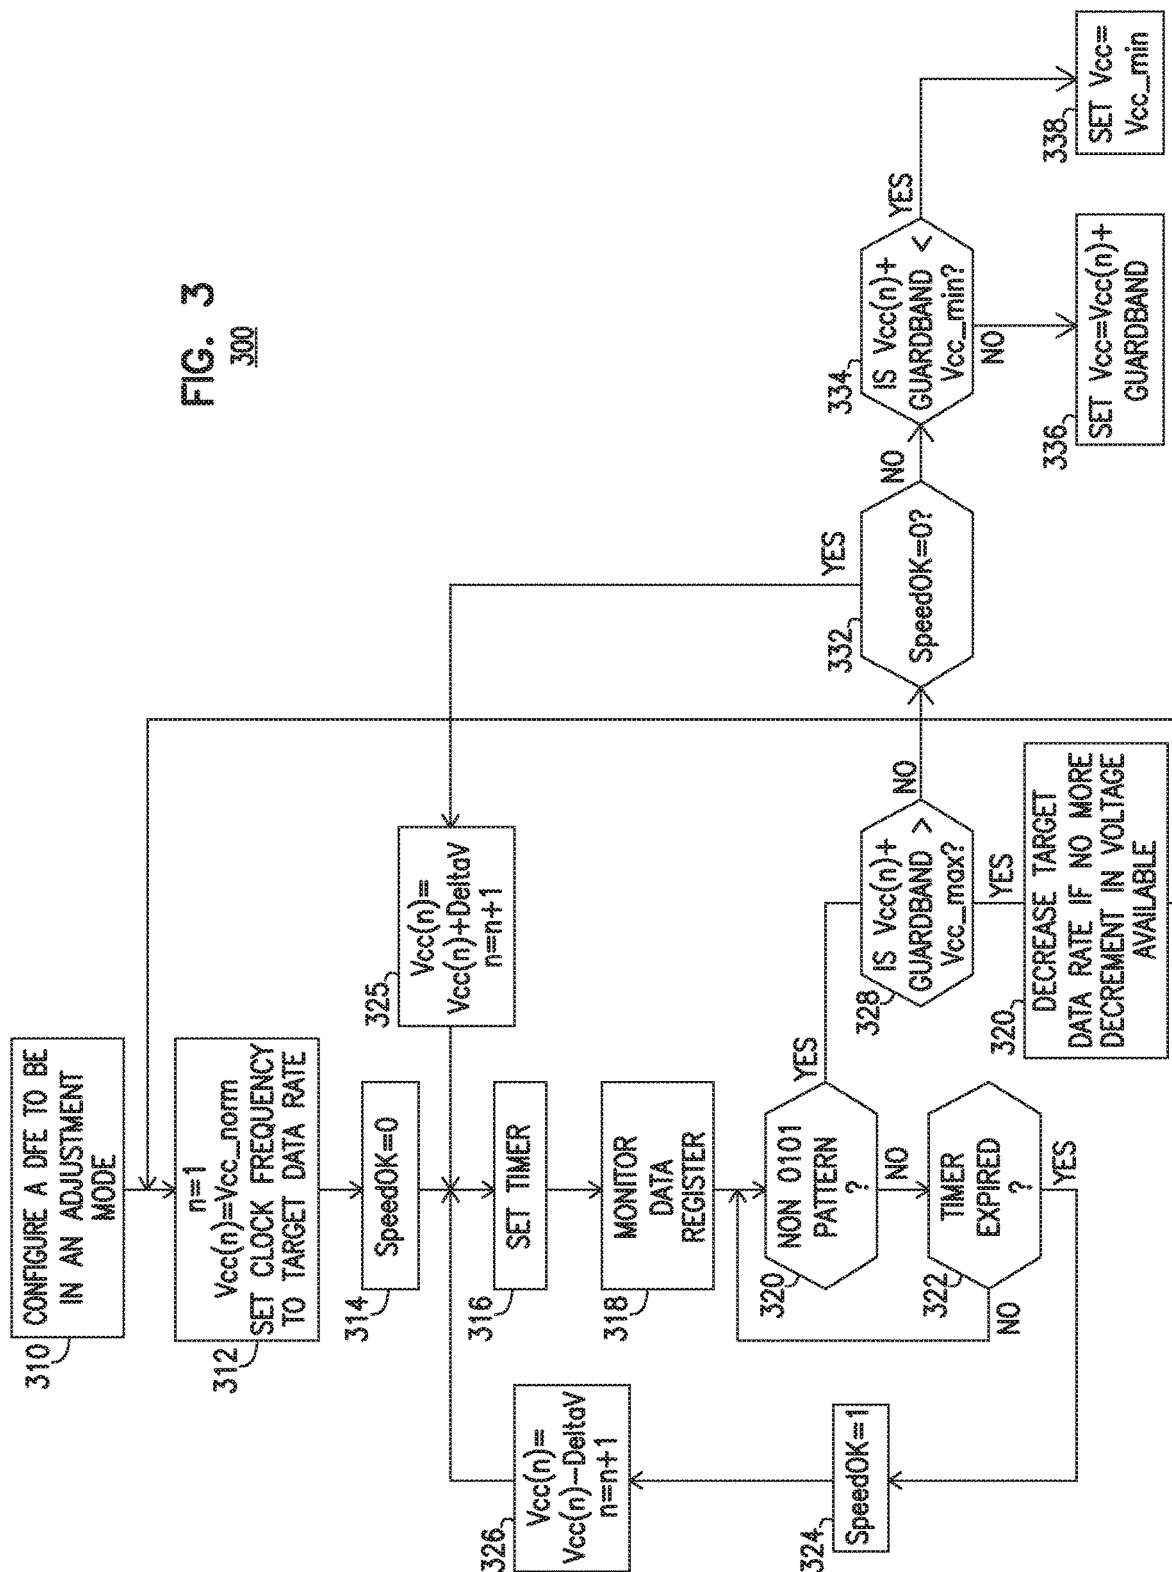 FIG. 3
300
310
CONFIGURE A DFE TO BE
IN AN ADJUSTMENT
MODE
312
n=1
Vcc(n)=Vcc_norm
SET CLOCK FREQUENCY
TO TARGET DATA RATE
314
SpeedOK=0
316
SET TIMER
318
MONITOR
DATA
REGISTER
320
NON 0101
PATTERN
?
YES
NO
322
TIMER
EXPIRED
?
NO
YES
324
SpeedOK=1
326
Vcc(n)=
Vcc(n)-DeltaV
n=n+1
325
Vcc(n)=
Vcc(n)+DeltaV
n=n+1
328
IS Vcc(n)+
GUARDBAND >
Vcc_max?
NO
YES
320
DECREASE TARGET
DATA RATE IF NO MORE
DECREMENT IN VOLTAGE
AVAILABLE
332
SpeedOK=0?
YES
NO
334
IS Vcc(n)+
GUARDBAND <
Vcc_min?
YES
NO
336
SET Vcc=Vcc(n)+
GUARDBAND
338
SET Vcc=
Vcc_min